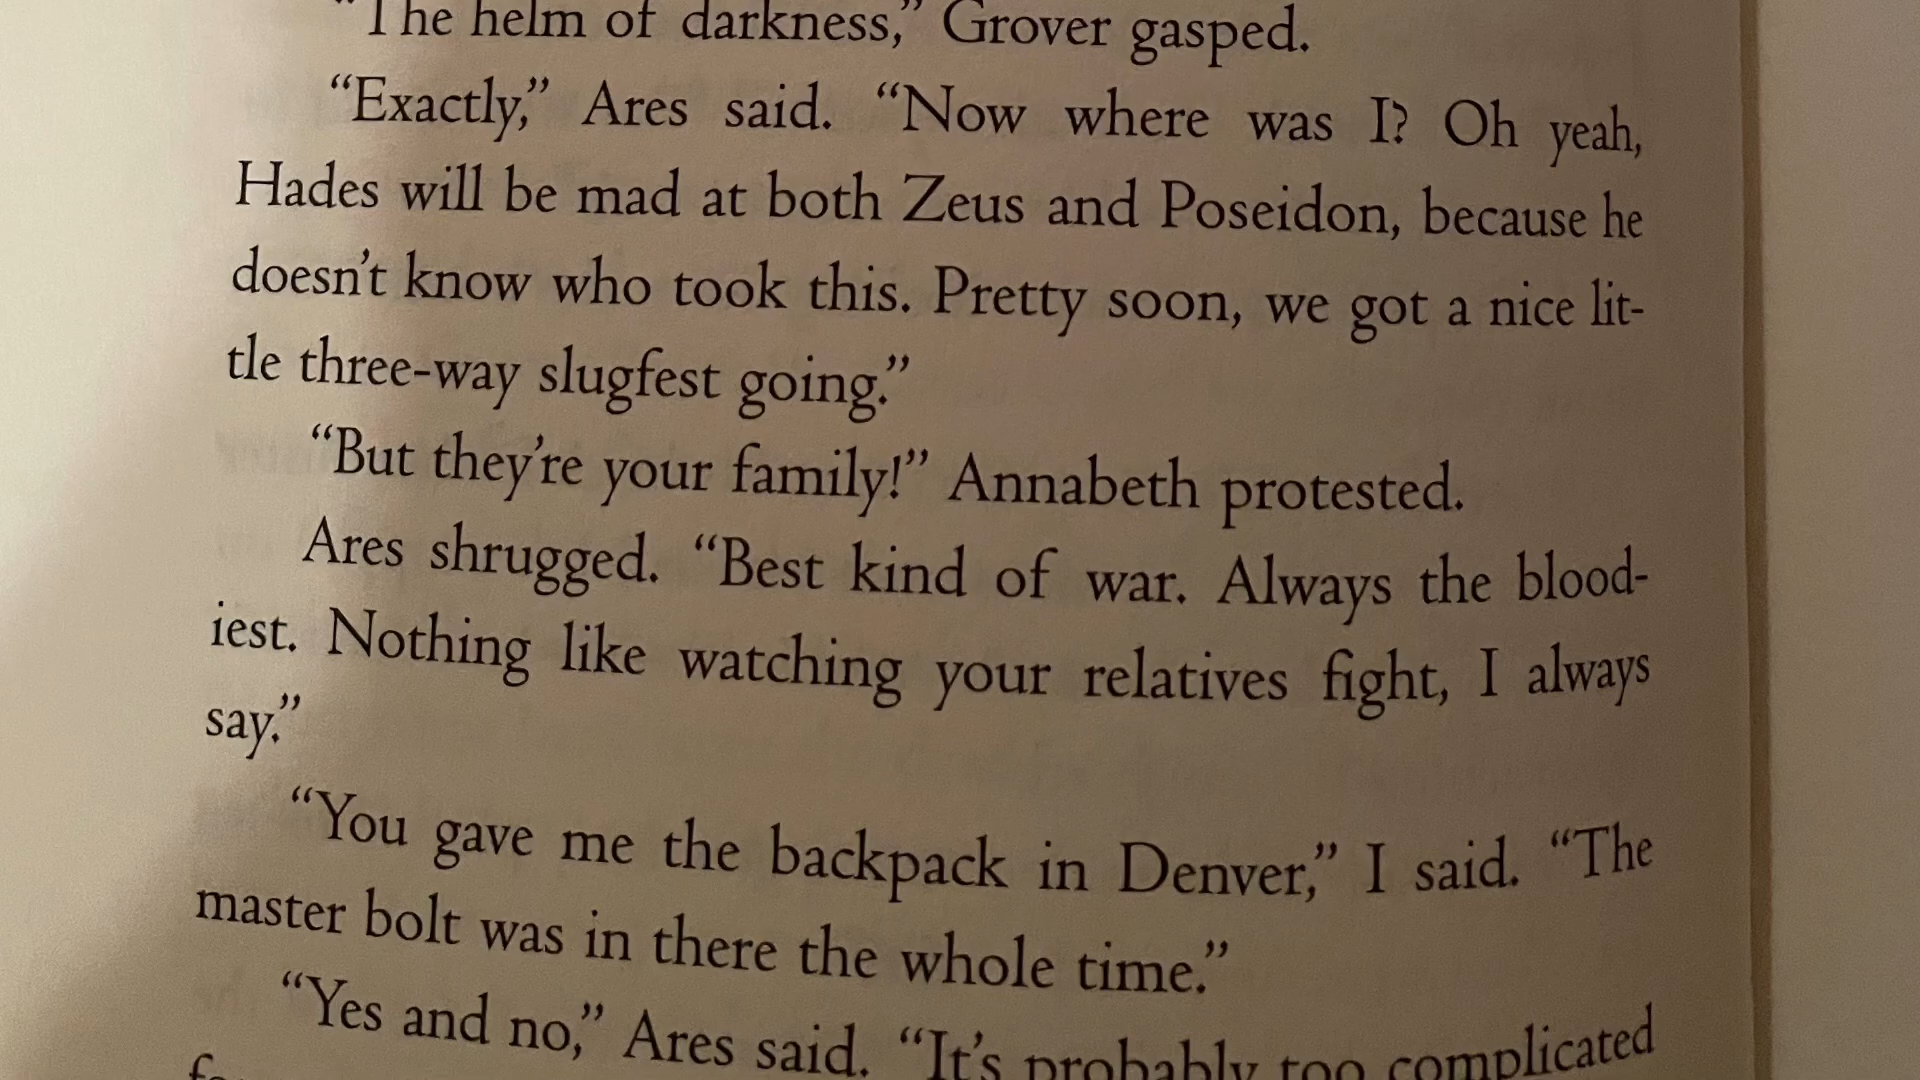 "The helm of darkness," Grover gasped.
"Exactly," Ares said. "Now where was I? Oh yeah,
Hades will be mad at both Zeus and Poseidon, because he
doesn't know who took this. Pretty soon, we got a nice lit-
tle three-way slugfest going."
"But they're your family!" Annabeth protested.
Ares shrugged. "Best kind of war. Always the blood-
iest. Nothing like watching your relatives fight, I always
say."
"You gave me the backpack in Denver," I said. "The
master bolt was in there the whole time."
"Yes and no," Ares said. "It's probably too complicated